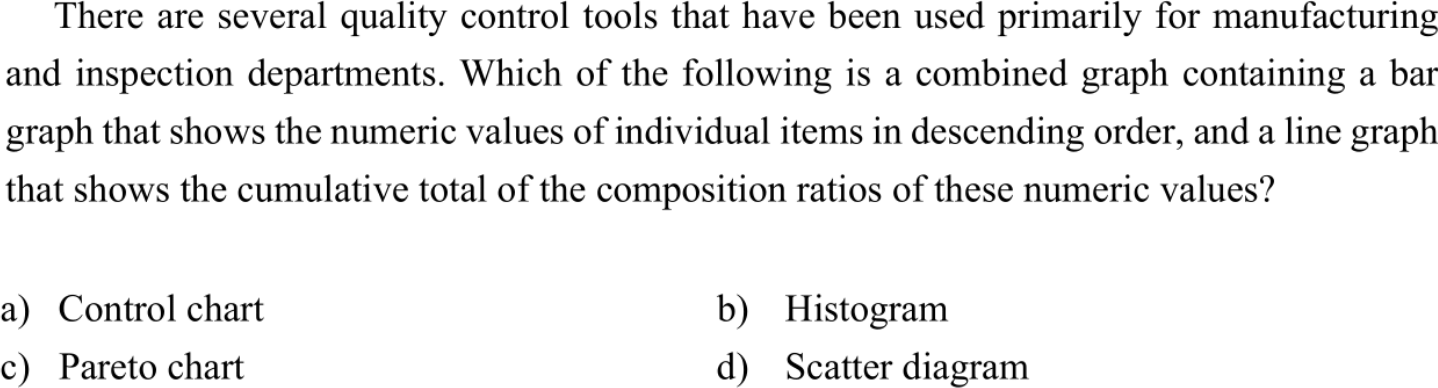 There are several quality control tools that have been used primarily for manufacturing
and inspection departments. Which of the following is a combined graph containing a bar
graph that shows the numeric values of individual items in descending order, and a line graph
that shows the cumulative total of the composition ratios of these numeric values?
a) Control chart b) Histogram
c) Pareto chart d) Scatter diagram